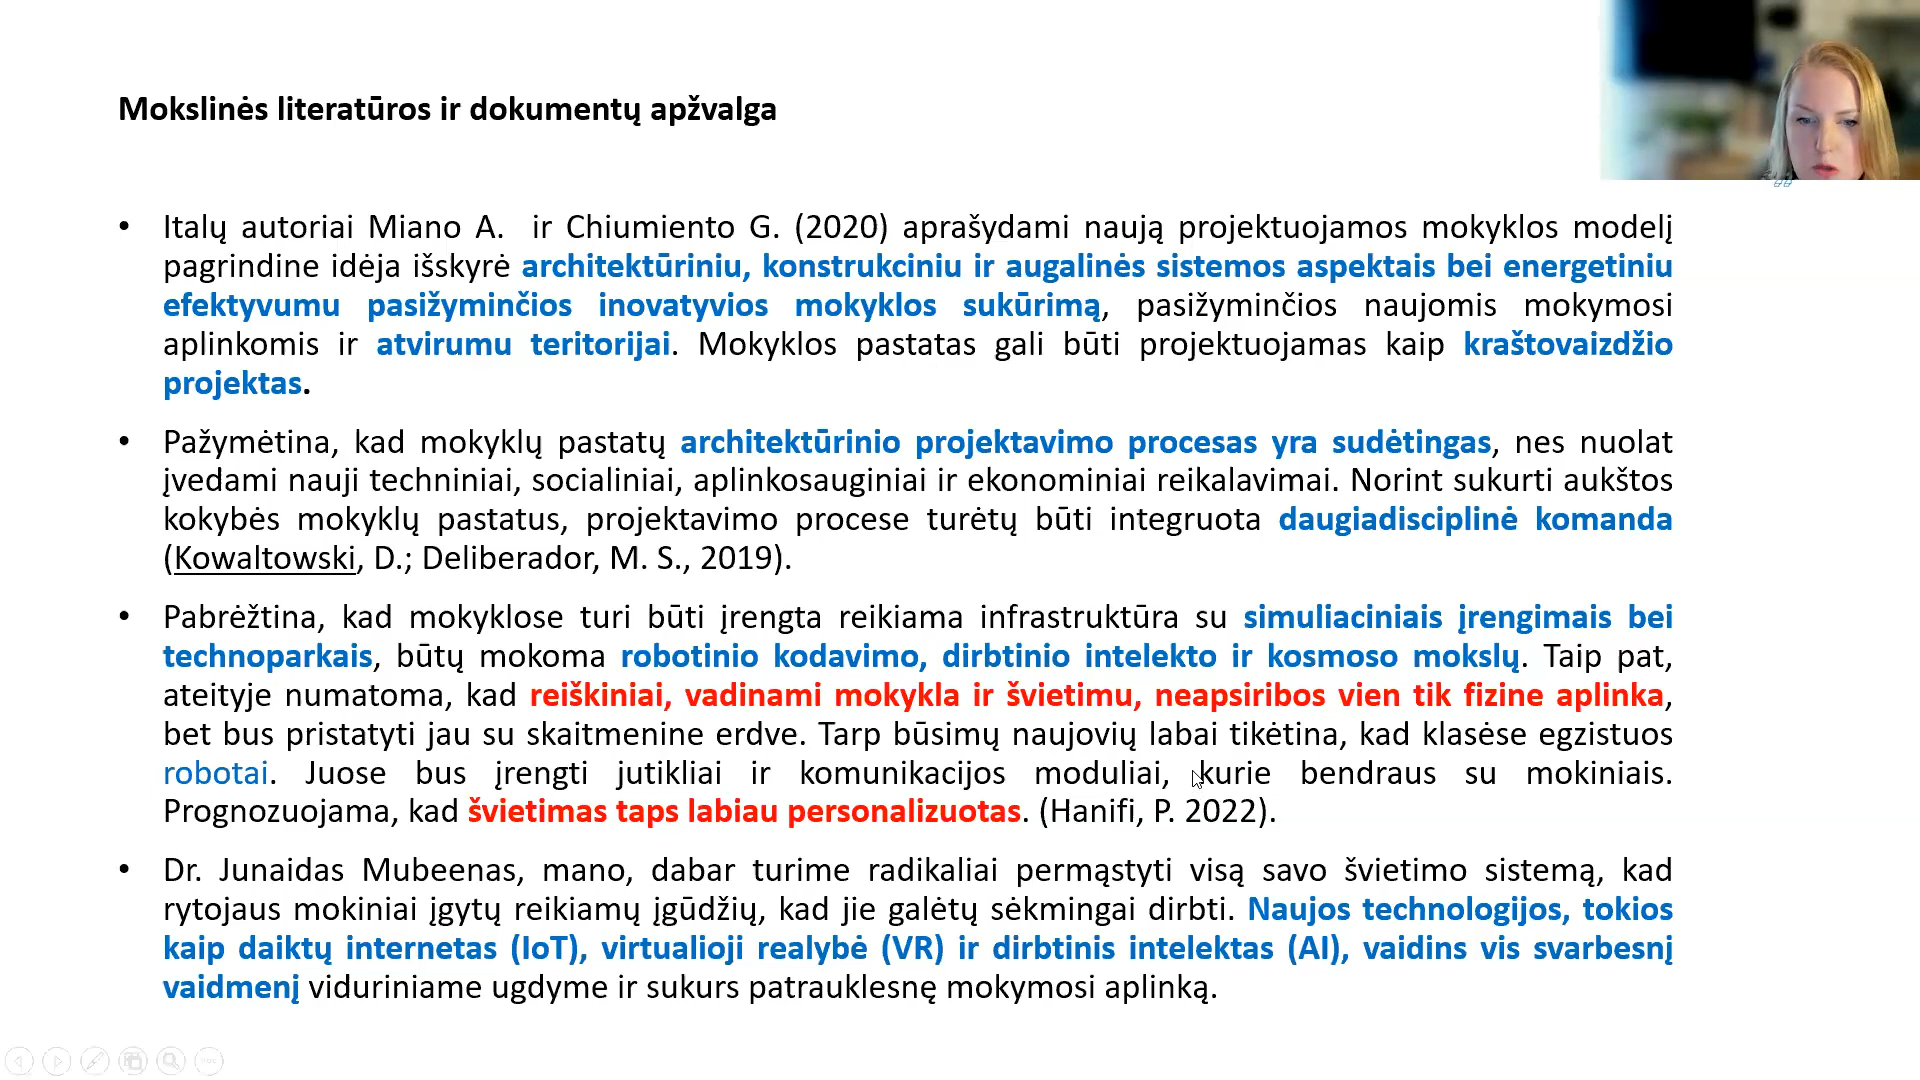 Mokslinės literatūros ir dokumentų apžvalga
• Italų autoriai Miano A. ir Chiumiento G. (2020) aprašydami naują projektuojamos mokyklos modelį
pagrindine idėja išskyrė architektūriniu, konstrukciniu ir augalinės sistemos aspektais bei energetiniu
efektyvumu pasižyminčios inovatyvios mokyklos sukūrimą, pasižyminčios naujomis mokymosi
aplinkomis ir atvirumu teritorijai. Mokyklos pastatas gali būti projektuojamas kaip kraštovaizdžio
projektas.
• Pažymėtina, kad mokyklų pastatų architektūrinio projektavimo procesas yra sudėtingas, nes nuolat
įvedami nauji techniniai, socialiniai, aplinkosauginiai ir ekonominiai reikalavimai. Norint sukurti aukštos
kokybės mokyklų pastatus, projektavimo procese turėtų būti integruota daugiadisciplinė komanda
(Kowaltowski, D.; Deliberador, M. S., 2019).
• Pabrėžtina, kad mokyklose turi būti įrengta reikiama infrastruktūra su simuliaciniais įrengimais bei
technoparkais, būtų mokoma robotinio kodavimo, dirbtinio intelekto ir kosmoso mokslų. Taip pat,
ateityje numatoma, kad reiškiniai, vadinami mokykla ir švietimu, neapsiribos vien tik fizine aplinka,
bet bus pristatyti jau su skaitmenine erdve. Tarp būsimų naujovių labai tikėtina, kad klasėse egzistuos
robotai. Juose bus įrengti jutikliai ir komunikacijos moduliai, kurie bendraus su mokiniais.
Prognozuojama, kad švietimas taps labiau personalizuotas. (Hanifi, P. 2022).
• Dr. Junaidas Mubeenas, mano, dabar turime radikaliai permąstyti visą savo švietimo sistemą, kad
rytojaus mokiniai įgytų reikiamų įgūdžių, kad jie galėtų sėkmingai dirbti. Naujos technologijos, tokios
kaip daiktų internetas (IoT), virtualioji realybė (VR) ir dirbtinis intelektas (AI), vaidins vis svarbesnį
vaidmenį viduriniame ugdyme ir sukurs patrauklesnę mokymosi aplinką.